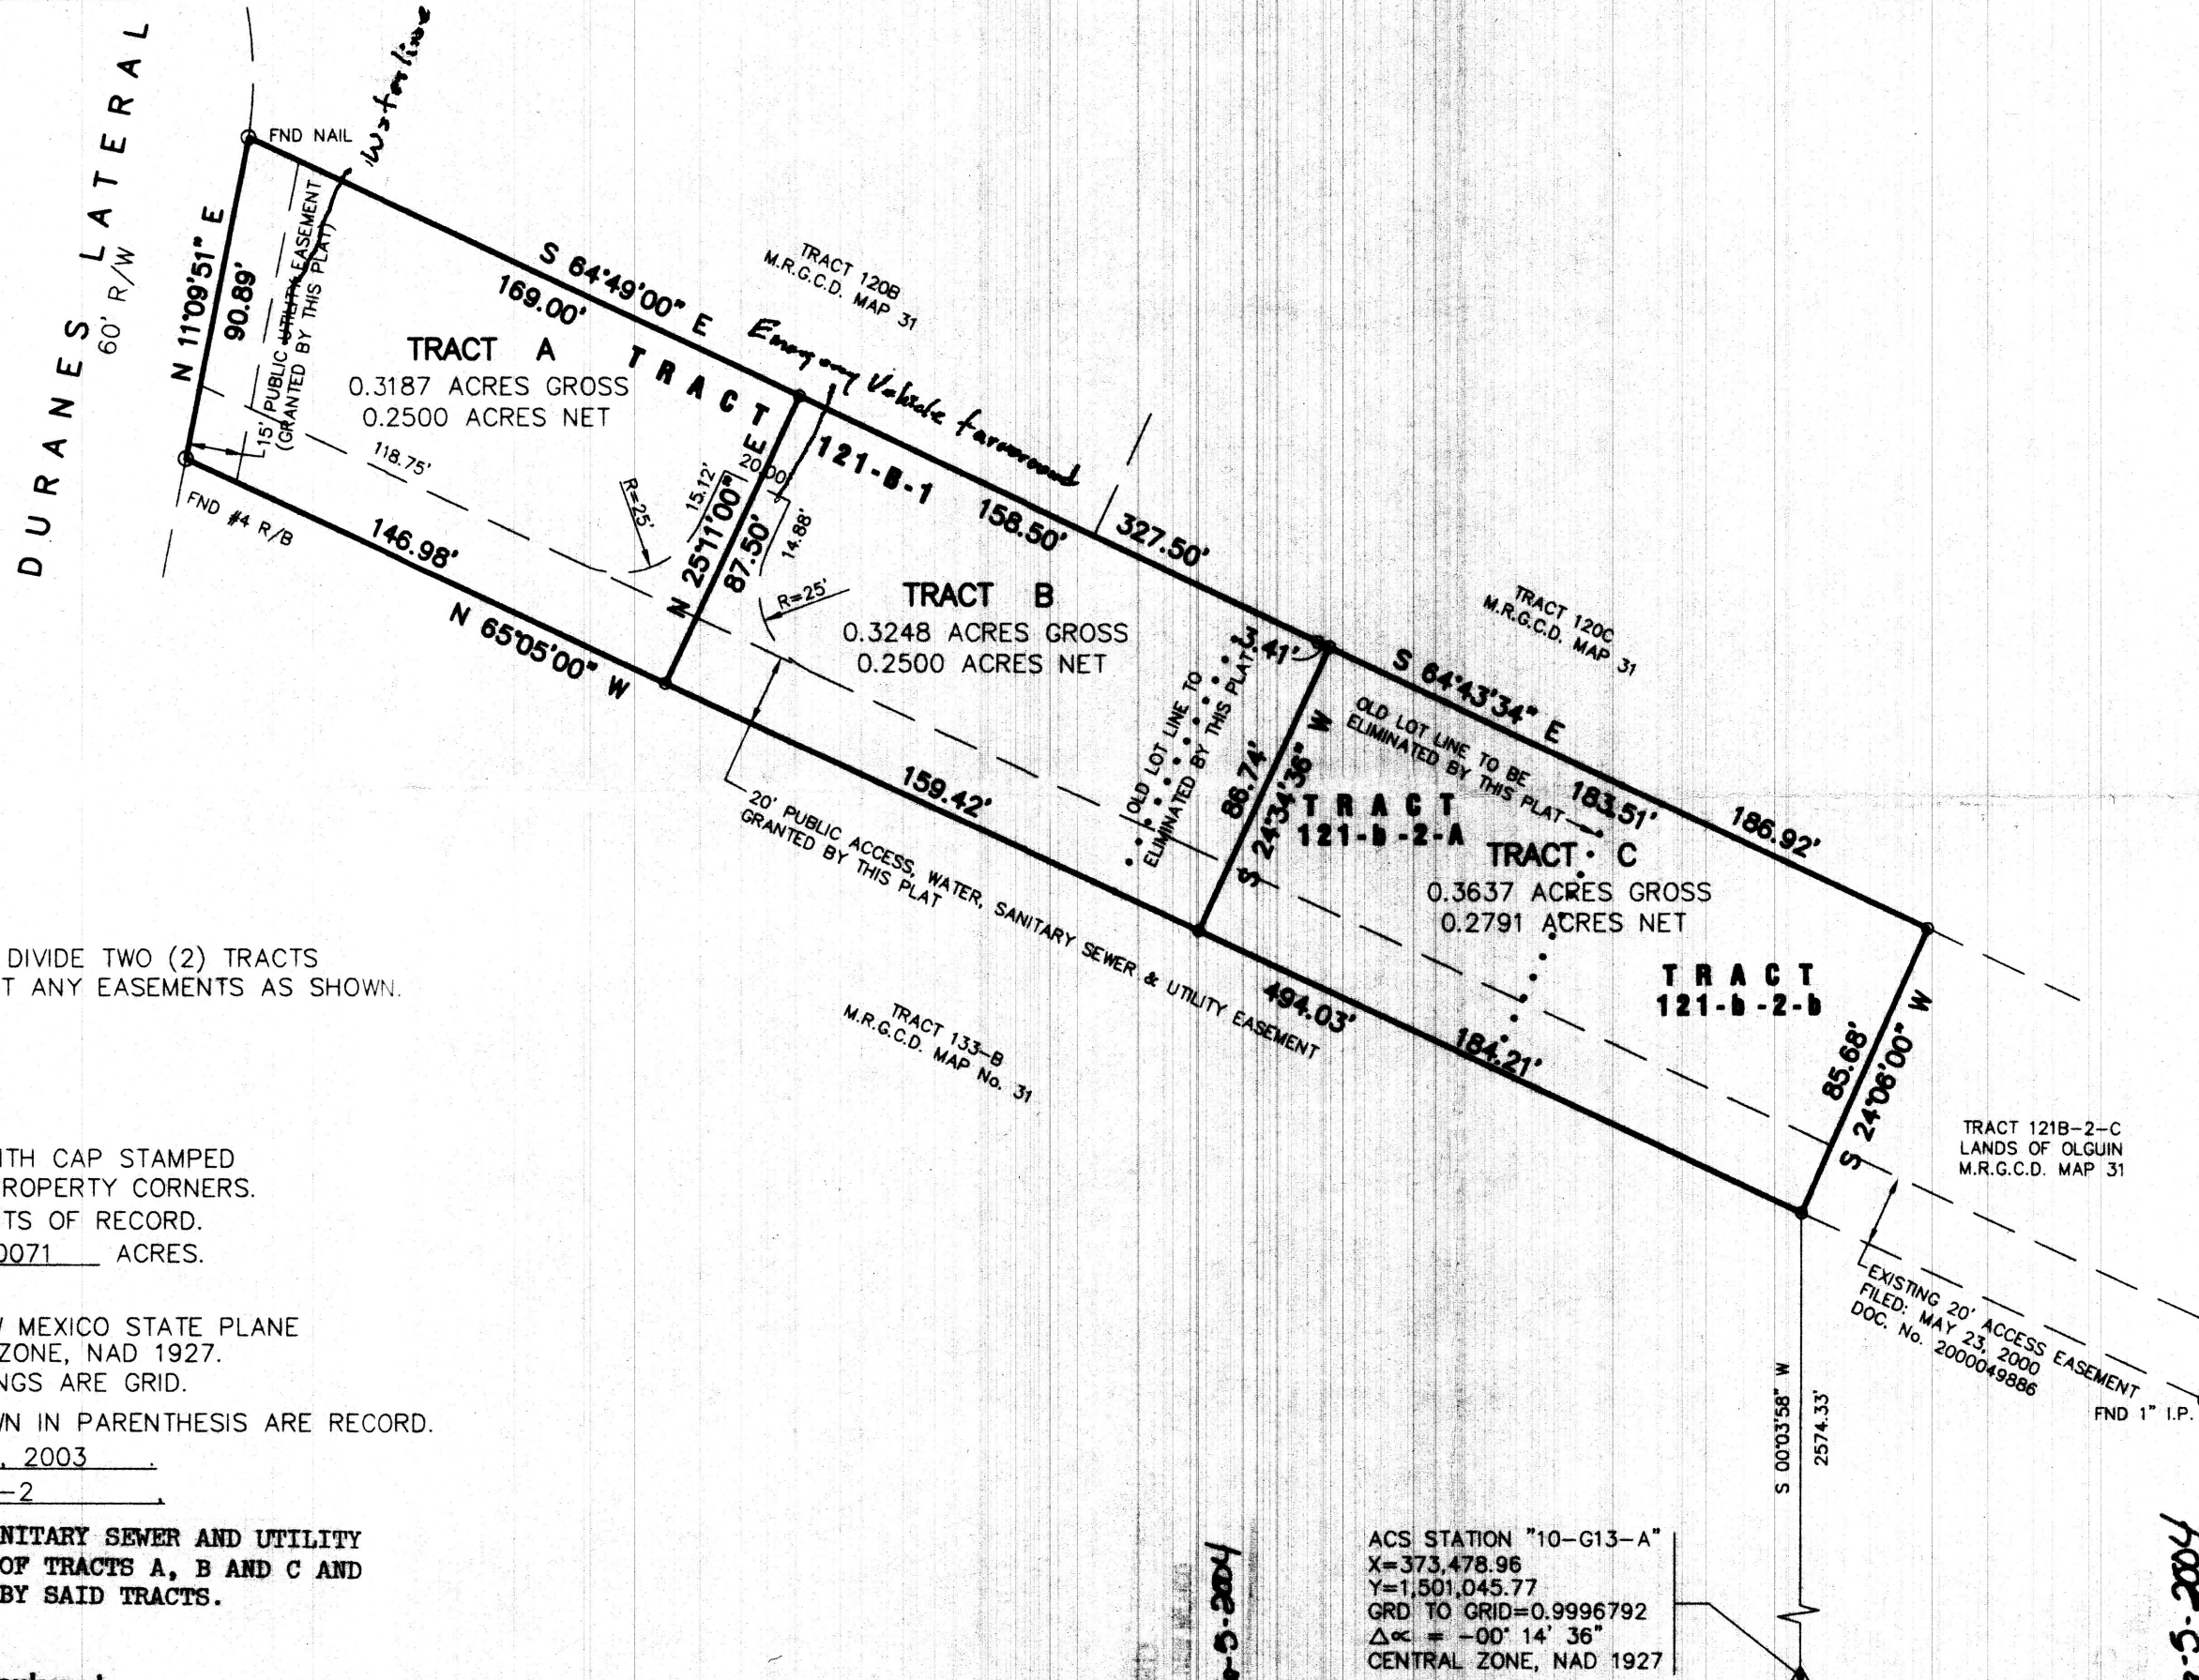 DURANES LATERAL
60' R/W
Waterline
FND NAIL
N 11°09'51" E
90.89'
15' PUBLIC UTILITY EASEMENT
(GRANTED BY THIS PLAT)
S 64°49'00" E
169.00'
TRACT 120B
M.R.G.C.D. MAP 31
TRACT A
0.3187 ACRES GROSS
0.2500 ACRES NET
TRACT
121-B-1
Emergency Vehicle turnaround
118.75'
FND #4 R/B
146.98'
N 65°05'00" W
R=25'
15.12'
20.00'
N 25°11'00" E
87.50'
14.88'
R=25'
158.50'
327.50'
TRACT B
0.3248 ACRES GROSS
0.2500 ACRES NET
3.41'
OLD LOT LINE TO
ELIMINATED BY THIS PLAT
TRACT 120C
M.R.G.C.D. MAP 31
S 64°43'34" E
OLD LOT LINE TO BE
ELIMINATED BY THIS PLAT
183.51'
186.92'
86.74'
S 24°34'36" W
TRACT
121-b-2-A
TRACT C
0.3637 ACRES GROSS
0.2791 ACRES NET
TRACT
121-b-2-b
159.42'
20' PUBLIC ACCESS, WATER, SANITARY SEWER & UTILITY EASEMENT
GRANTED BY THIS PLAT
494.03'
184.21'
85.68'
S 24°06'00" W
TRACT 133-B
M.R.G.C.D. MAP No. 31
TRACT 121B-2-C
LANDS OF OLGUIN
M.R.G.C.D. MAP 31
EXISTING 20' ACCESS EASEMENT
FILED: MAY 23, 2000
DOC. No. 2000049886
FND 1" I.P.
S 00°03'58" W
2574.33'
DIVIDE TWO (2) TRACTS
T ANY EASEMENTS AS SHOWN.
ITH CAP STAMPED
ROPERTY CORNERS.
TS OF RECORD.
0071 ACRES.
MEXICO STATE PLANE
ZONE, NAD 1927.
NGS ARE GRID.
WN IN PARENTHESIS ARE RECORD.
, 2003 .
-2 ,
NITARY SEWER AND UTILITY
OF TRACTS A, B AND C AND
BY SAID TRACTS.
ACS STATION "10-G13-A"
X=373,478.96
Y=1,501,045.77
GRD TO GRID=0.9996792
Δ∝ = -00° 14' 36"
CENTRAL ZONE, NAD 1927
-5-2004
-5-2004